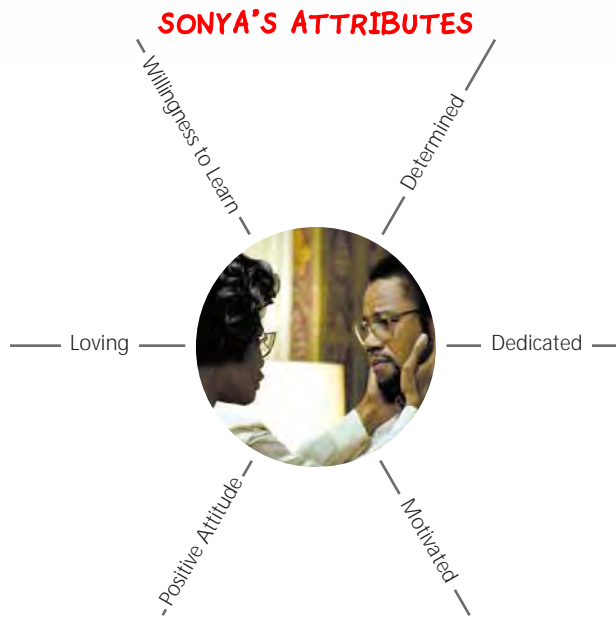 SONYA'S ATTRIBUTES
Willingness to Learn
Determined
Loving
Dedicated
Positive Attitude
Motivated